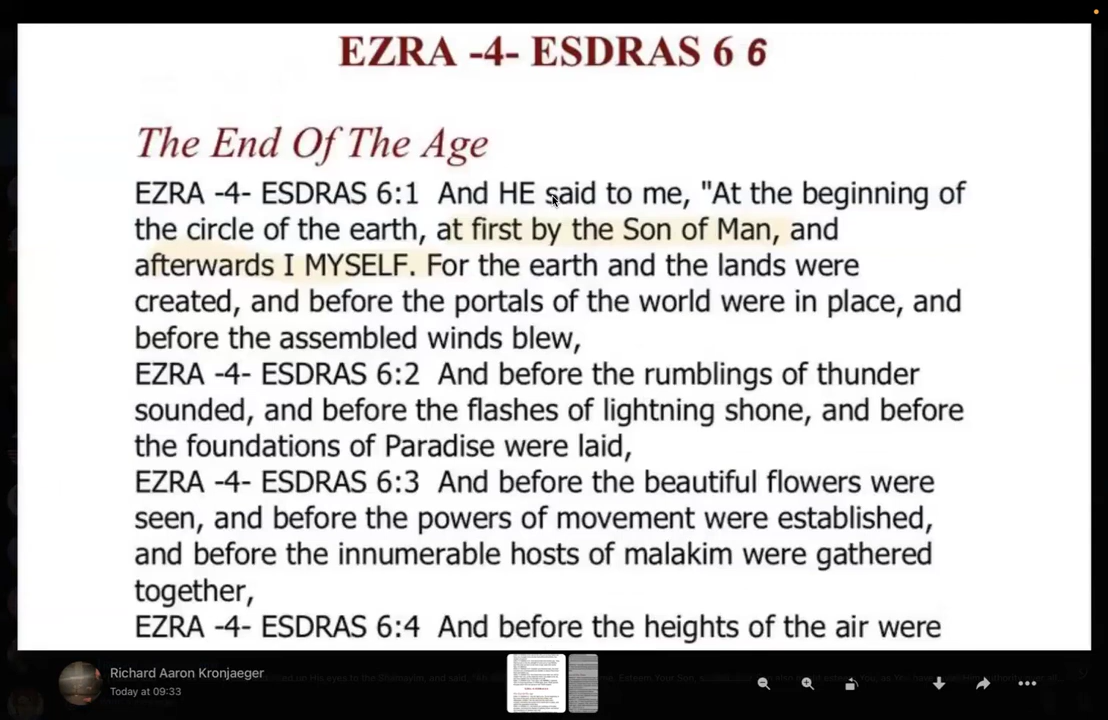 EZRA -4- ESDRAS 6 6
The End Of The Age
EZRA -4- ESDRAS 6:1 And HE said to me, "At the beginning of
the circle of the earth, at first by the Son of Man, and
afterwards I MYSELF. For the earth and the lands were
created, and before the portals of the world were in place, and
before the assembled winds blew,
EZRA -4- ESDRAS 6:2 And before the rumblings of thunder
sounded, and before the flashes of lightning shone, and before
the foundations of Paradise were laid,
EZRA -4- ESDRAS 6:3 And before the beautiful flowers were
seen, and before the powers of movement were established,
and before the innumerable hosts of malakim were gathered
together,
EZRA -4- ESDRAS 6:4 And before the heights of the air were
Richard Aaron Kronjaeger
Today at 09:33